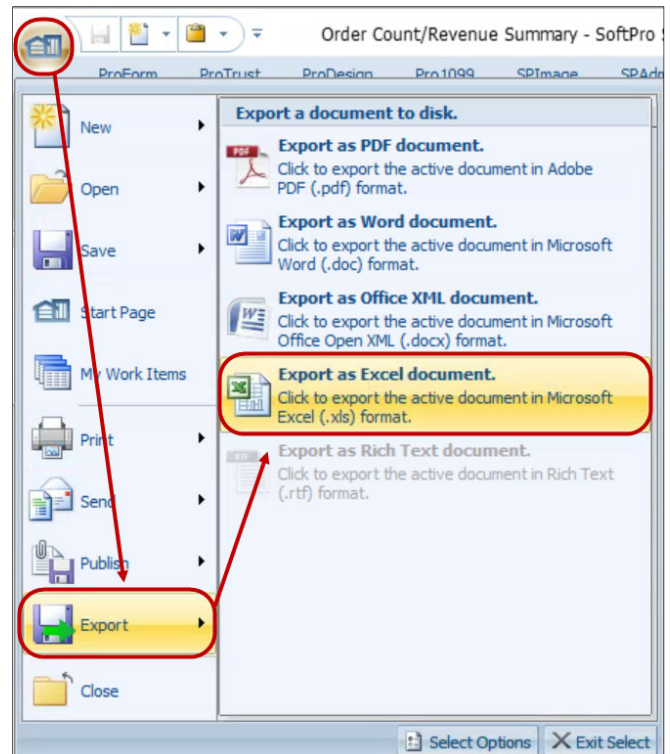 Order Count/Revenue Summary - SoftPro
ProForm ProTrust ProDesign Pro1099 SPImage SPAdm
New
Open
Save
Start Page
My Work Items
Print
Send
Publish
Export
Close
Export a document to disk.
PDF
Export as PDF document.
Click to export the active document in Adobe
PDF (.pdf) format.
Export as Word document.
Click to export the active document in Microsoft
Word (.doc) format.
Export as Office XML document.
Click to export the active document in Microsoft
Office Open XML (.docx) format.
Export as Excel document.
Click to export the active document in Microsoft
Excel (.xls) format.
Export as Rich Text document.
Click to export the active document in Rich Text
(.rtf) format.
Select Options Exit Select